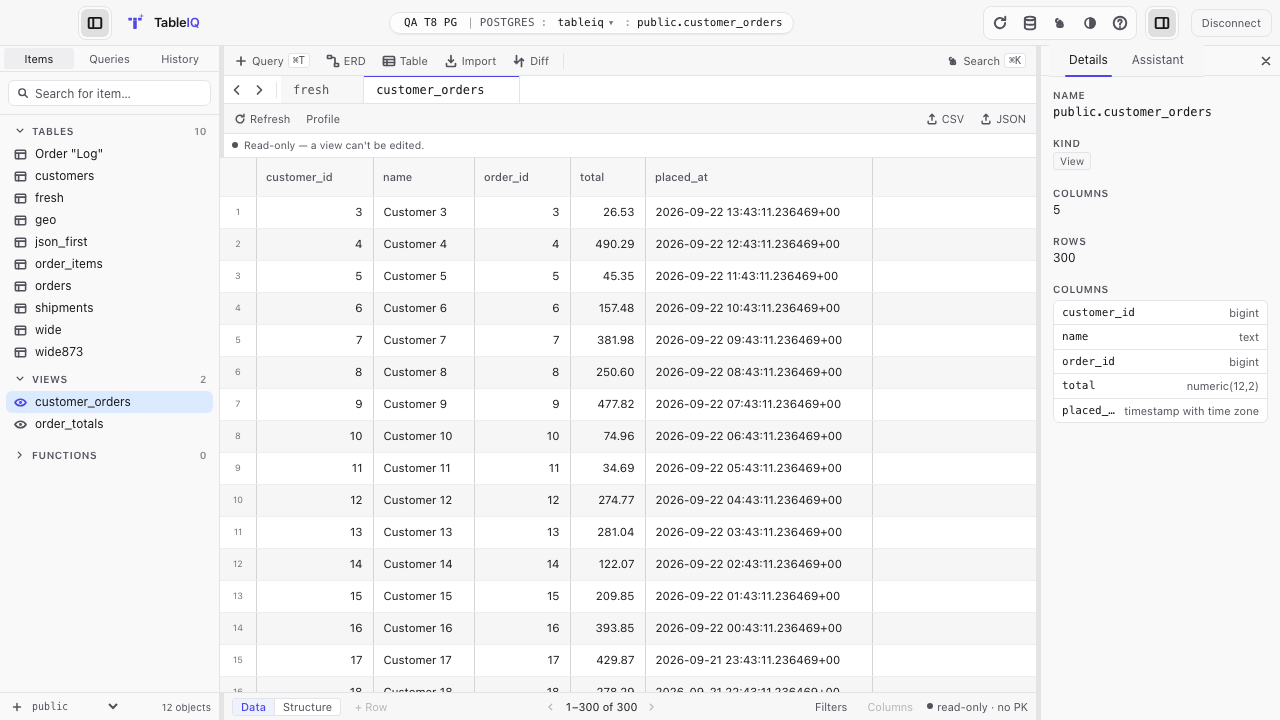 TableIQ
QA T8 PG | POSTGRES : tableiq ▾ : public.customer_orders
Disconnect
Items Queries History
Search for item...
TABLES 10
Order "Log"
customers
fresh
geo
json_first
order_items
orders
shipments
wide
wide873
VIEWS 2
customer_orders
order_totals
FUNCTIONS 0
+ public 12 objects
+ Query ⌘T ERD Table Import Diff Search ⌘K
fresh customer_orders
Refresh Profile CSV JSON
Read-only — a view can't be edited.
customer_id name order_id total placed_at
1 3 Customer 3 3 26.53 2026-09-22 13:43:11.236469+00
2 4 Customer 4 4 490.29 2026-09-22 12:43:11.236469+00
3 5 Customer 5 5 45.35 2026-09-22 11:43:11.236469+00
4 6 Customer 6 6 157.48 2026-09-22 10:43:11.236469+00
5 7 Customer 7 7 381.98 2026-09-22 09:43:11.236469+00
6 8 Customer 8 8 250.60 2026-09-22 08:43:11.236469+00
7 9 Customer 9 9 477.82 2026-09-22 07:43:11.236469+00
8 10 Customer 10 10 74.96 2026-09-22 06:43:11.236469+00
9 11 Customer 11 11 34.69 2026-09-22 05:43:11.236469+00
10 12 Customer 12 12 274.77 2026-09-22 04:43:11.236469+00
11 13 Customer 13 13 281.04 2026-09-22 03:43:11.236469+00
12 14 Customer 14 14 122.07 2026-09-22 02:43:11.236469+00
13 15 Customer 15 15 209.85 2026-09-22 01:43:11.236469+00
14 16 Customer 16 16 393.85 2026-09-22 00:43:11.236469+00
15 17 Customer 17 17 429.87 2026-09-21 23:43:11.236469+00
16 18 Customer 18 18 278.29 2026-09-21 22:43:11.236469+00
Data Structure + Row 1–300 of 300 Filters Columns read-only · no PK
Details Assistant
NAME
public.customer_orders
KIND
View
COLUMNS
5
ROWS
300
COLUMNS
customer_id bigint
name text
order_id bigint
total numeric(12,2)
placed_… timestamp with time zone